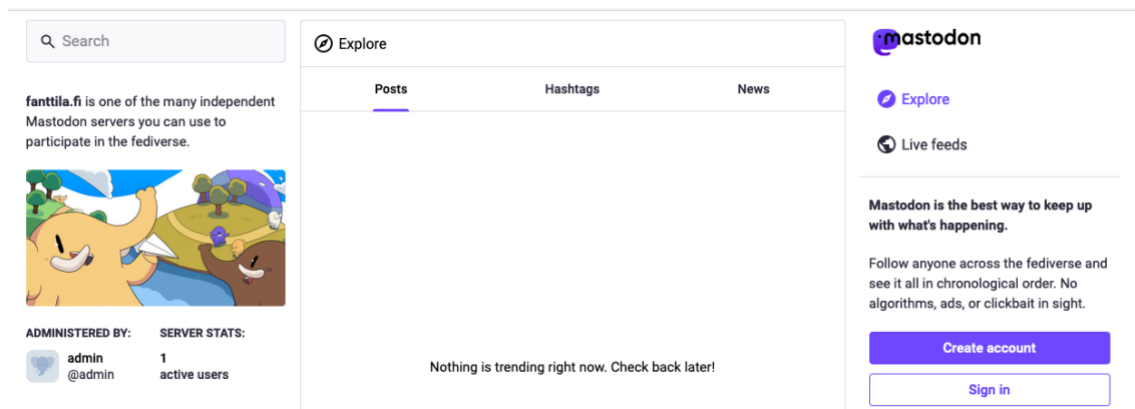 Search
fanttila.fi is one of the many independent
Mastodon servers you can use to
participate in the fediverse.
ADMINISTERED BY:
admin
@admin
SERVER STATS:
1
active users
Explore
Posts
Hashtags
News
Nothing is trending right now. Check back later!
mastodon
Explore
Live feeds
Mastodon is the best way to keep up
with what's happening.
Follow anyone across the fediverse and
see it all in chronological order. No
algorithms, ads, or clickbait in sight.
Create account
Sign in